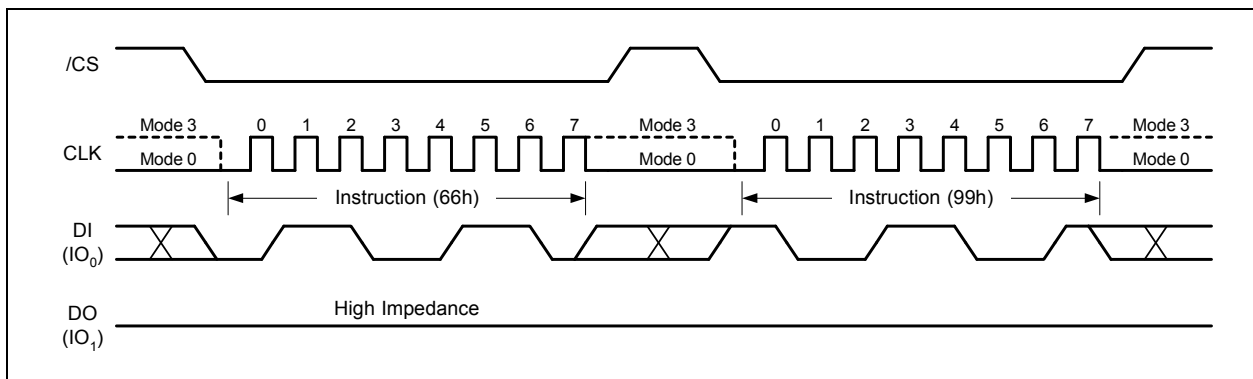 /CS
Mode 3 0 1 2 3 4 5 6 7 Mode 3 0 1 2 3 4 5 6 7 Mode 3
CLK
Mode 0 Mode 0 Mode 0
Instruction (66h) Instruction (99h)
DI
(IO₀)
High Impedance
DO
(IO₁)